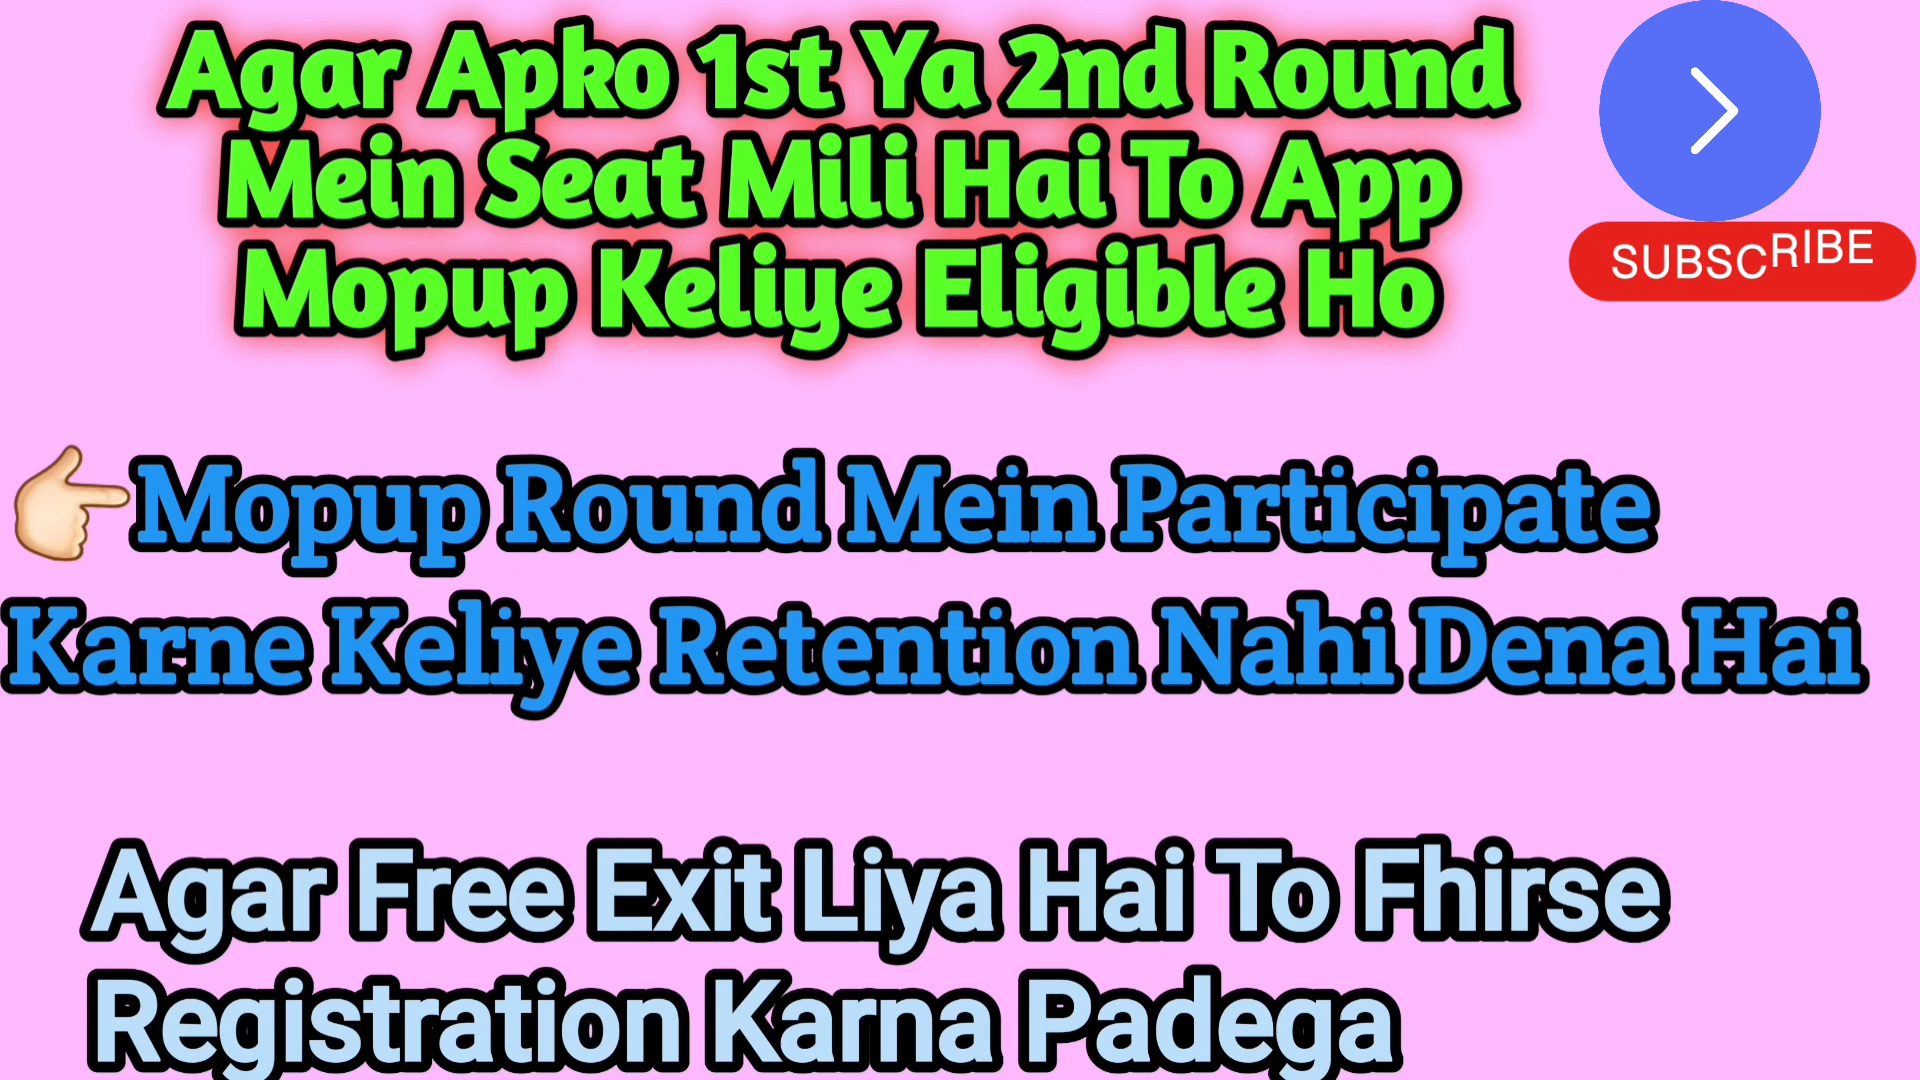 Agar Apko 1st Ya 2nd Round
Mein Seat Mili Hai To App
Mopup Keliye Eligible Ho
SUBSCRIBE
Mopup Round Mein Participate
Karne Keliye Retention Nahi Dena Hai
Agar Free Exit Liya Hai To Fhirse
Registration Karna Padega